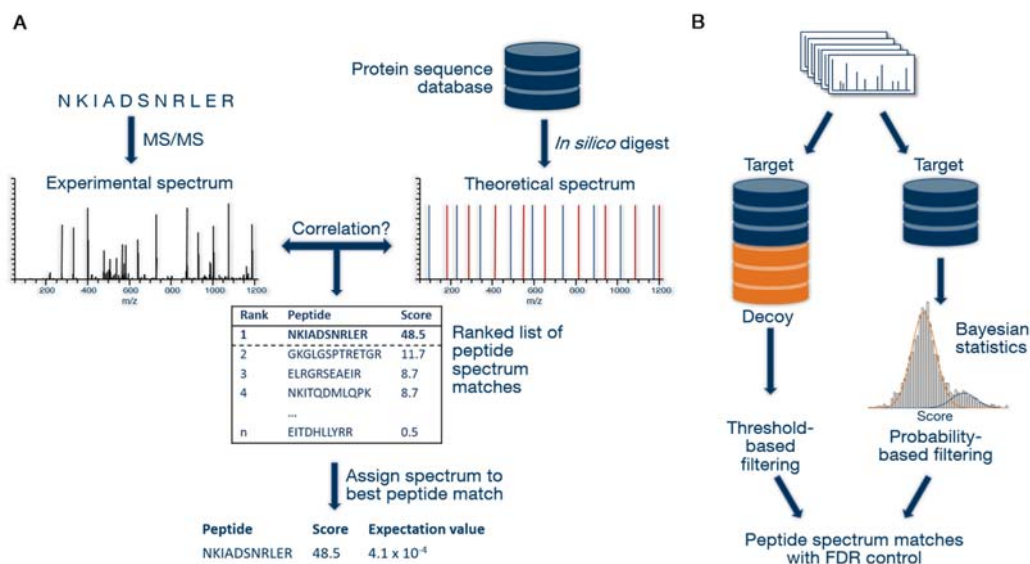 A
NKIADSNRLER
MS/MS
Experimental spectrum
200 400 600 800 1000 1200
m/z
Protein sequence
database
In silico digest
Theoretical spectrum
200 400 600 800 1000 1200
m/z
Correlation?
Rank Peptide Score
1 NKIADSNRLER 48.5
2 GKGLGSPTRETGR 11.7
3 ELRGRSEAEIR 8.7
4 NKITQDMLQPK 8.7
...
n EITDHLLYRR 0.5
Ranked list of
peptide
spectrum
matches
Assign spectrum to
best peptide match
Peptide Score Expectation value
NKIADSNRLER 48.5 4.1 x 10⁻⁴
B
Target
Decoy
Threshold-
based
filtering
Target
Bayesian
statistics
Score
Probability-
based filtering
Peptide spectrum matches
with FDR control